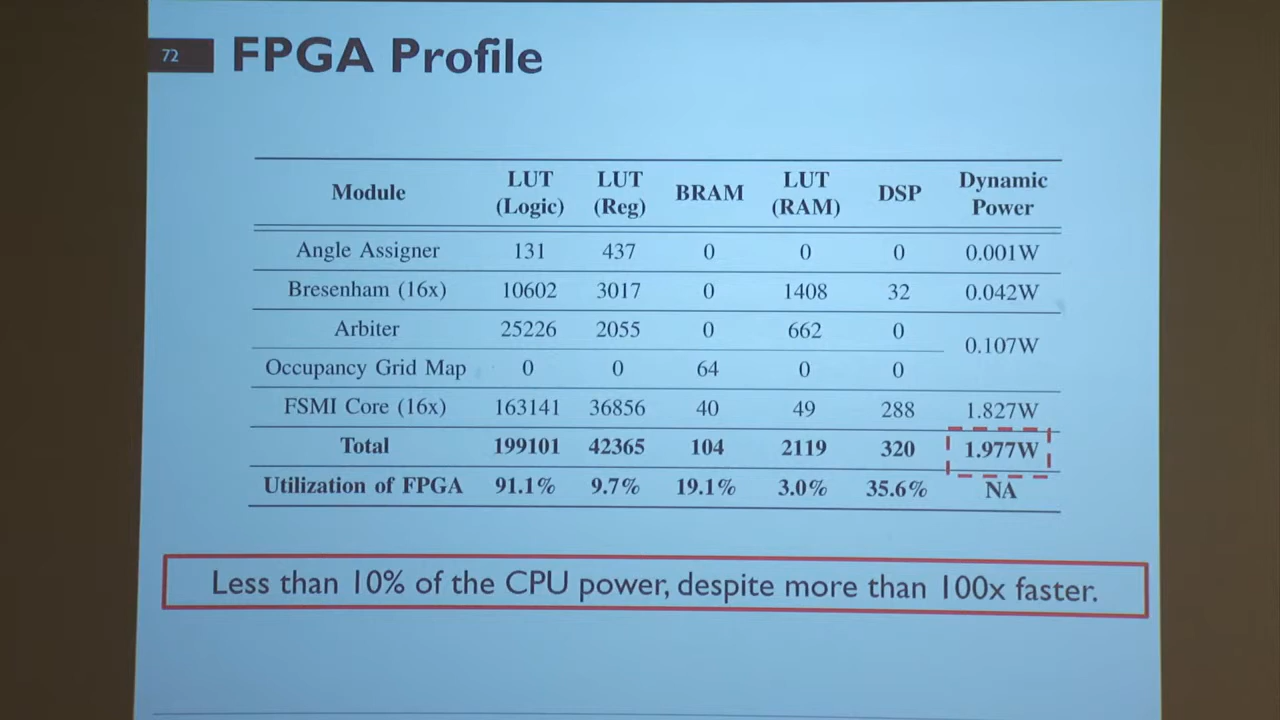 72
FPGA Profile
Module LUT (Logic) LUT (Reg) BRAM LUT (RAM) DSP Dynamic Power
Angle Assigner 131 437 0 0 0 0.001W
Bresenham (16x) 10602 3017 0 1408 32 0.042W
Arbiter 25226 2055 0 662 0 0.107W
Occupancy Grid Map 0 0 64 0 0
FSMI Core (16x) 163141 36856 40 49 288 1.827W
Total 199101 42365 104 2119 320 1.977W
Utilization of FPGA 91.1% 9.7% 19.1% 3.0% 35.6% NA
Less than 10% of the CPU power, despite more than 100x faster.